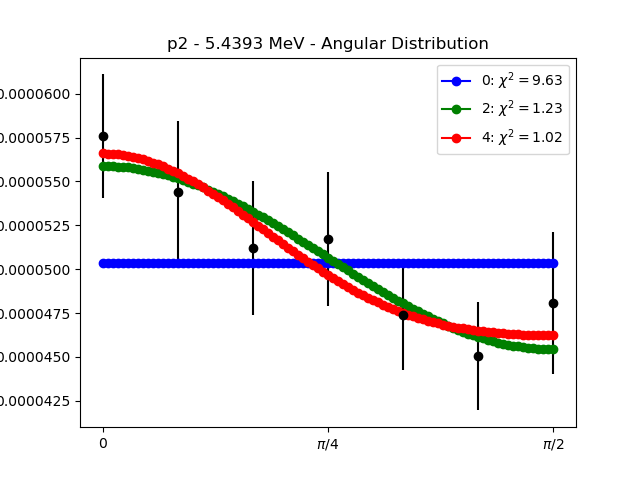 p2 - 5.4393 MeV - Angular Distribution
0: χ² = 9.63
2: χ² = 1.23
4: χ² = 1.02
0.0000600
0.0000575
0.0000550
0.0000525
0.0000500
0.0000475
0.0000450
0.0000425
0 π/4 π/2